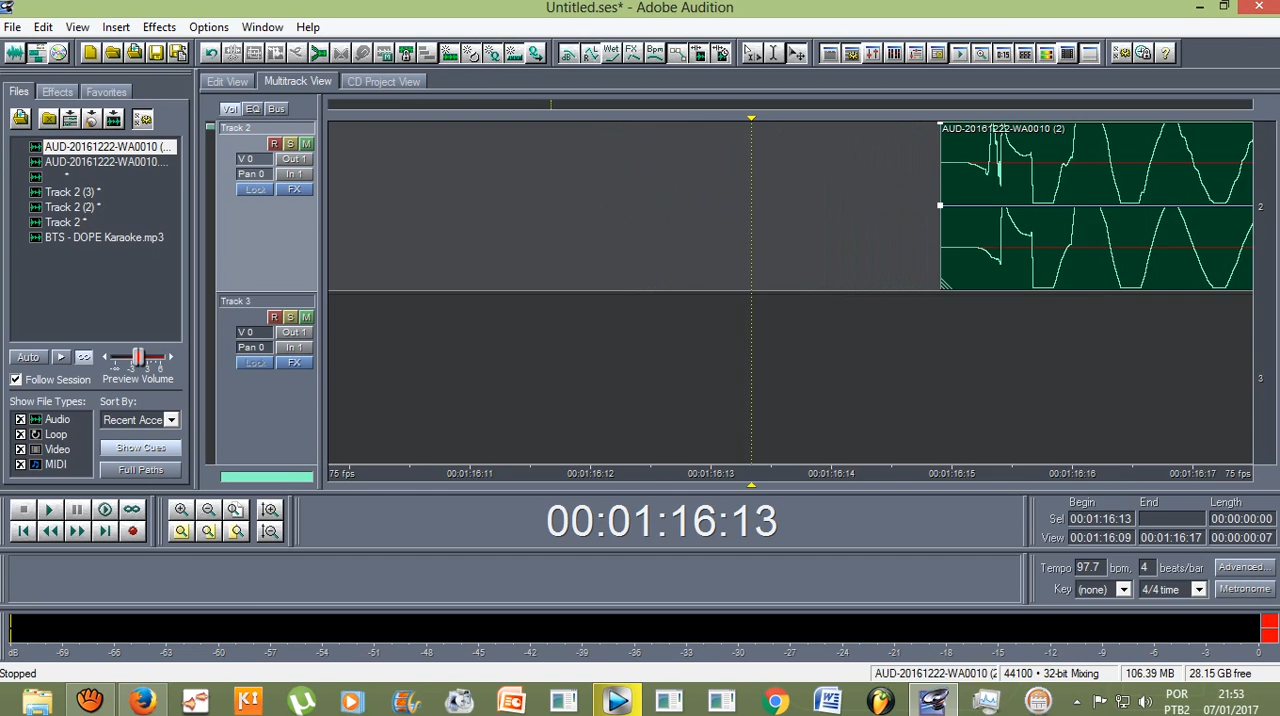 Untitled.ses* - Adobe Audition
File Edit View Insert Effects Options Window Help
Files Effects Favorites
Edit View Multitrack View CD Project View
Vol EQ Bus
AUD-20161222-WA0010 (...
AUD-20161222-WA0010....
*
Track 2 (3) *
Track 2 (2) *
Track 2 *
BTS - DOPE Karaoke.mp3
Track 2
R S M
V 0 Out 1
Pan 0 In 1
Lock FX
AUD-20161222-WA0010 (2)
2
Track 3
R S M
V 0 Out 1
Pan 0 In 1
Lock FX
3
Auto
Follow Session
Preview Volume
Show File Types:
Sort By:
Audio
Loop
Video
MIDI
Recent Acce
Show Cues
Full Paths
75 fps 00:01:16:11 00:01:16:12 00:01:16:13 00:01:16:14 00:01:16:15 00:01:16:16 00:01:16:17 75 fps
00:01:16:13
Begin End Length
Sel 00:01:16:13 00:00:00:00
View 00:01:16:09 00:01:16:17 00:00:00:07
Tempo 97.7 bpm, 4 beats/bar Advanced...
Key (none) 4/4 time Metronome
dB -69 -66 -63 -60 -57 -54 -51 -48 -45 -42 -39 -36 -33 -30 -27 -24 -21 -18 -15 -12 -9 -6 -3 0
Stopped
AUD-20161222-WA0010 (2 44100 • 32-bit Mixing 106.39 MB 28.15 GB free
POR
PTB2
21:53
07/01/2017